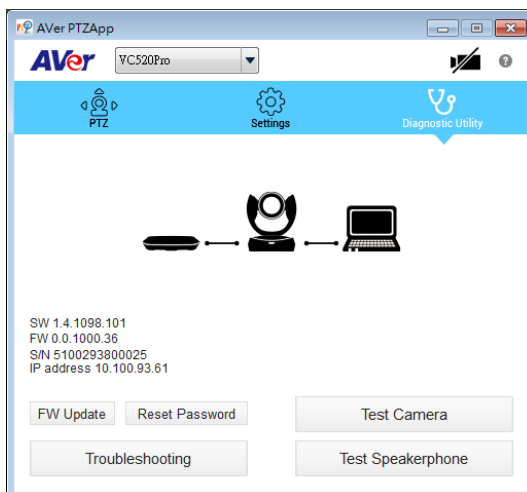 AVer PTZApp
AVer VC520Pro ?
PTZ Settings Diagnostic Utility
SW 1.4.1098.101
FW 0.0.1000.36
S/N 5100293800025
IP address 10.100.93.61
FW Update Reset Password Test Camera
Troubleshooting Test Speakerphone